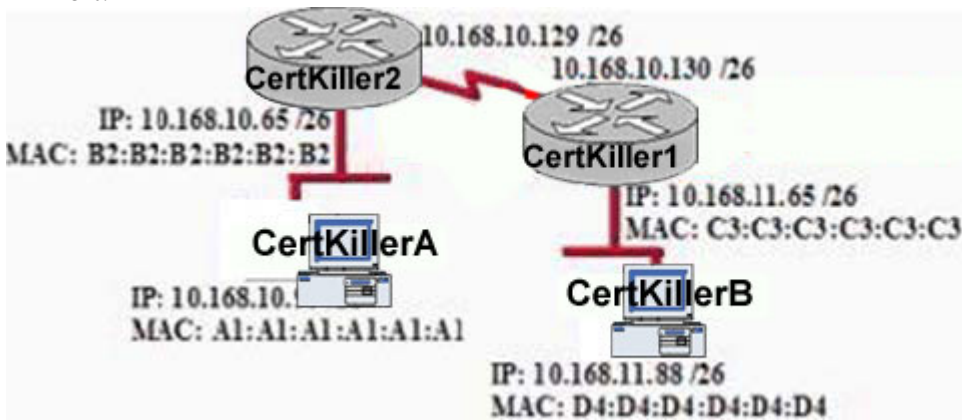 10.168.10.129 /26
CertKiller2
10.168.10.130 /26
IP: 10.168.10.65 /26
MAC: B2:B2:B2:B2:B2:B2
CertKiller1
IP: 10.168.11.65 /26
MAC: C3:C3:C3:C3:C3:C3
CertKillerA
CertKillerB
IP:
MAC: A1:A1:A1:A1:A1:A1
IP: 10.168.11.88 /26
MAC: D4:D4:D4:D4:D4:D4